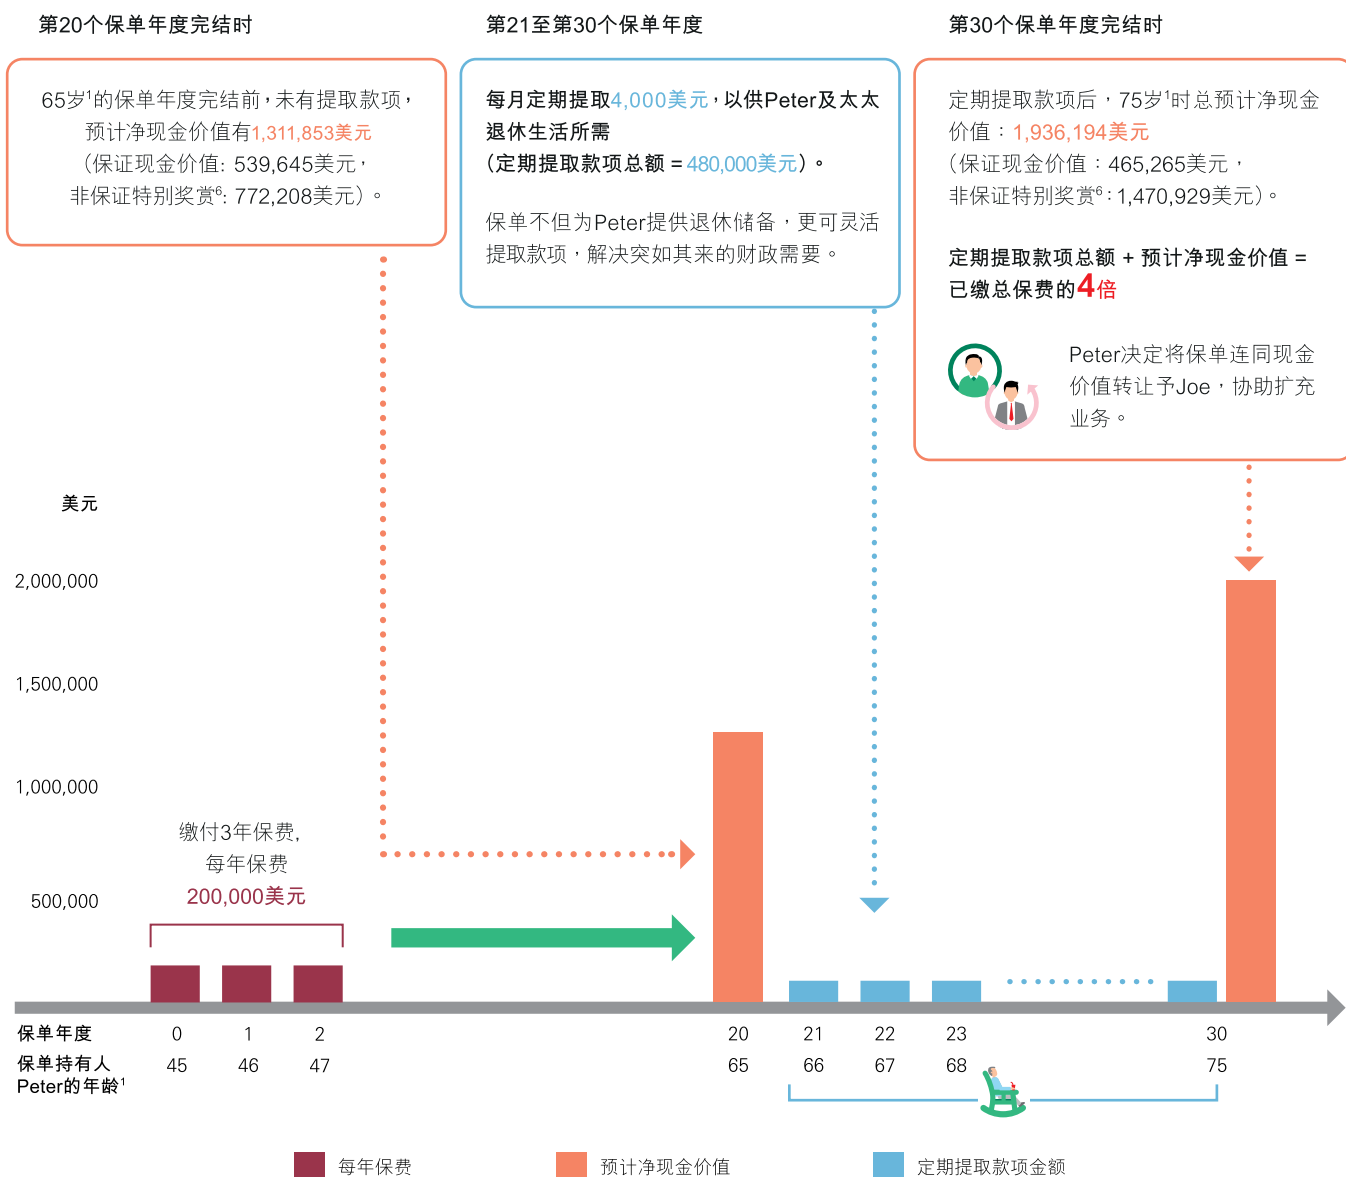 第20个保单年度完结时
65岁¹的保单年度完结前，未有提取款项，
预计净现金价值有1,311,853美元
（保证现金价值: 539,645美元，
非保证特别奖赏⁶: 772,208美元）。
第21至第30个保单年度
每月定期提取4,000美元，以供Peter及太太
退休生活所需
（定期提取款项总额 = 480,000美元）。
保单不但为Peter提供退休储备，更可灵活
提取款项，解决突如其来的财政需要。
第30个保单年度完结时
定期提取款项后，75岁¹时总预计净现金
价值：1,936,194美元
（保证现金价值：465,265美元，
非保证特别奖赏⁶：1,470,929美元）。
定期提取款项总额 + 预计净现金价值 =
已缴总保费的4倍
Peter决定将保单连同现金
价值转让予Joe，协助扩充
业务。
美元
2,000,000
1,500,000
1,000,000
500,000
缴付3年保费,
每年保费
200,000美元
保单年度 0 1 2 20 21 22 23 30
保单持有人
Peter的年龄¹ 45 46 47 65 66 67 68 75
每年保费 预计净现金价值 定期提取款项金额